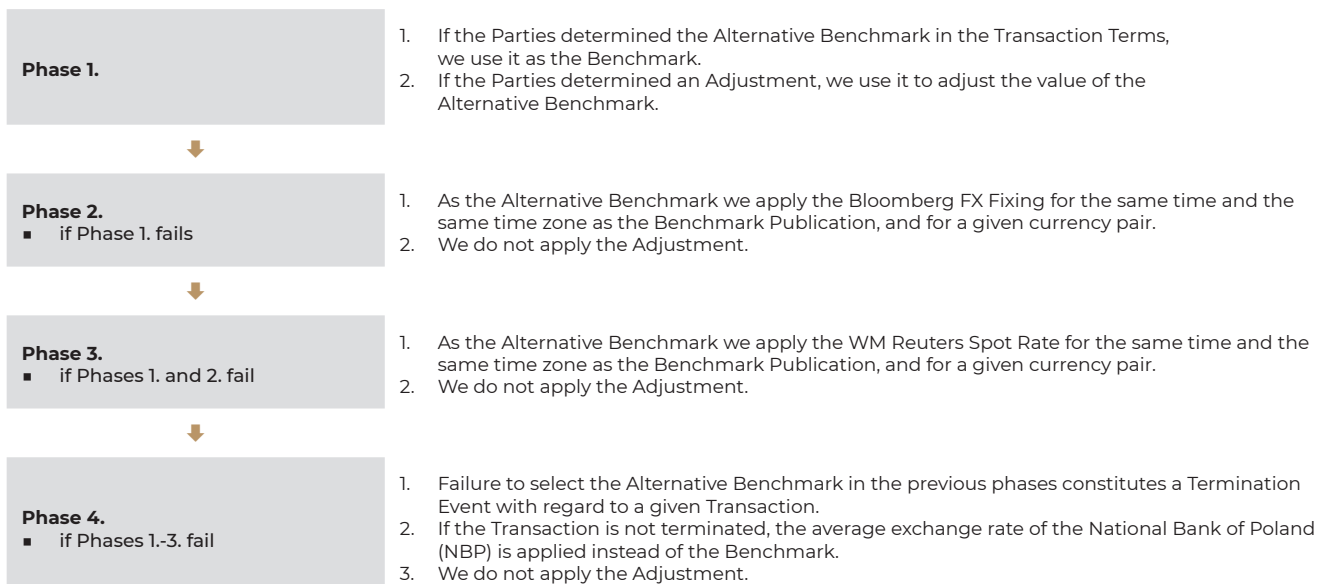 Phase 1.
1. If the Parties determined the Alternative Benchmark in the Transaction Terms,
we use it as the Benchmark.
2. If the Parties determined an Adjustment, we use it to adjust the value of the
Alternative Benchmark.
Phase 2.
▪ if Phase 1. fails
1. As the Alternative Benchmark we apply the Bloomberg FX Fixing for the same time and the
same time zone as the Benchmark Publication, and for a given currency pair.
2. We do not apply the Adjustment.
Phase 3.
▪ if Phases 1. and 2. fail
1. As the Alternative Benchmark we apply the WM Reuters Spot Rate for the same time and the
same time zone as the Benchmark Publication, and for a given currency pair.
2. We do not apply the Adjustment.
Phase 4.
▪ if Phases 1.-3. fail
1. Failure to select the Alternative Benchmark in the previous phases constitutes a Termination
Event with regard to a given Transaction.
2. If the Transaction is not terminated, the average exchange rate of the National Bank of Poland
(NBP) is applied instead of the Benchmark.
3. We do not apply the Adjustment.